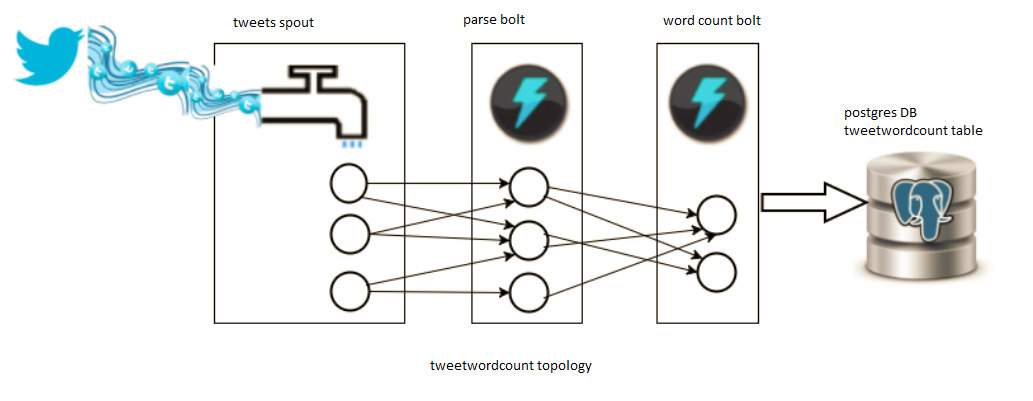 tweets spout
parse bolt
word count bolt
postgres DB
tweetwordcount table
tweetwordcount topology